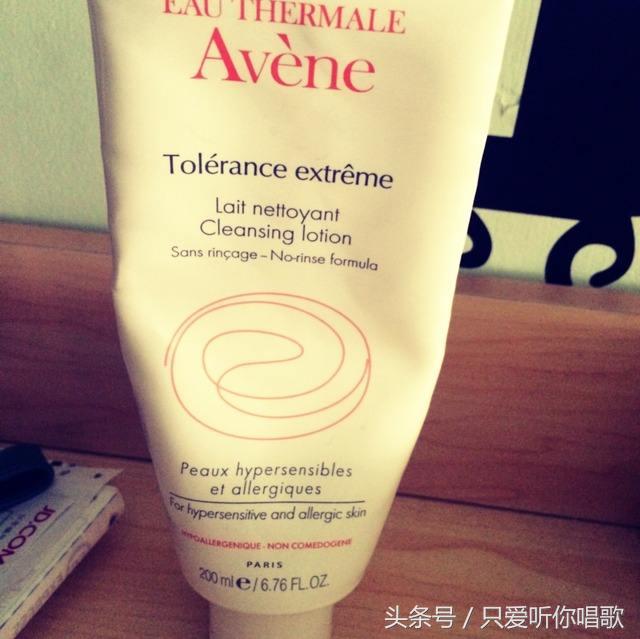 EAU THERMALE
Avène
Tolérance extrême
Lait nettoyant
Cleansing lotion
Sans rinçage – No-rinse formula
Peaux hypersensibles
et allergiques
For hypersensitive and allergic skin
HYPOALLERGENIQUE - NON COMEDOGENE
PARIS
200 ml e / 6.76 FL.OZ.
JD.COM
头条号 / 只爱听你唱歌